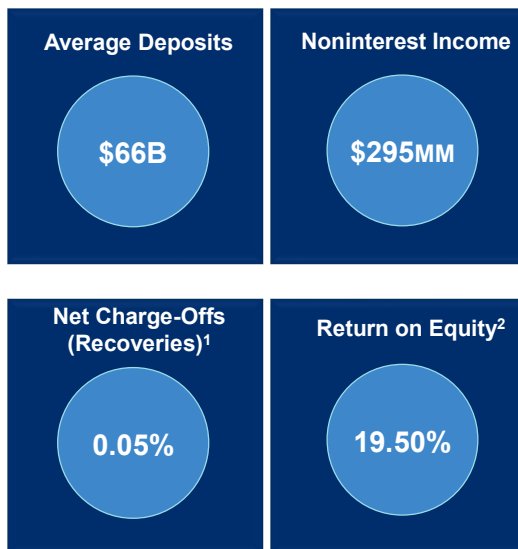 Average Deposits
$66B
Noninterest Income
$295MM
Net Charge-Offs
(Recoveries)1
0.05%
Return on Equity2
19.50%